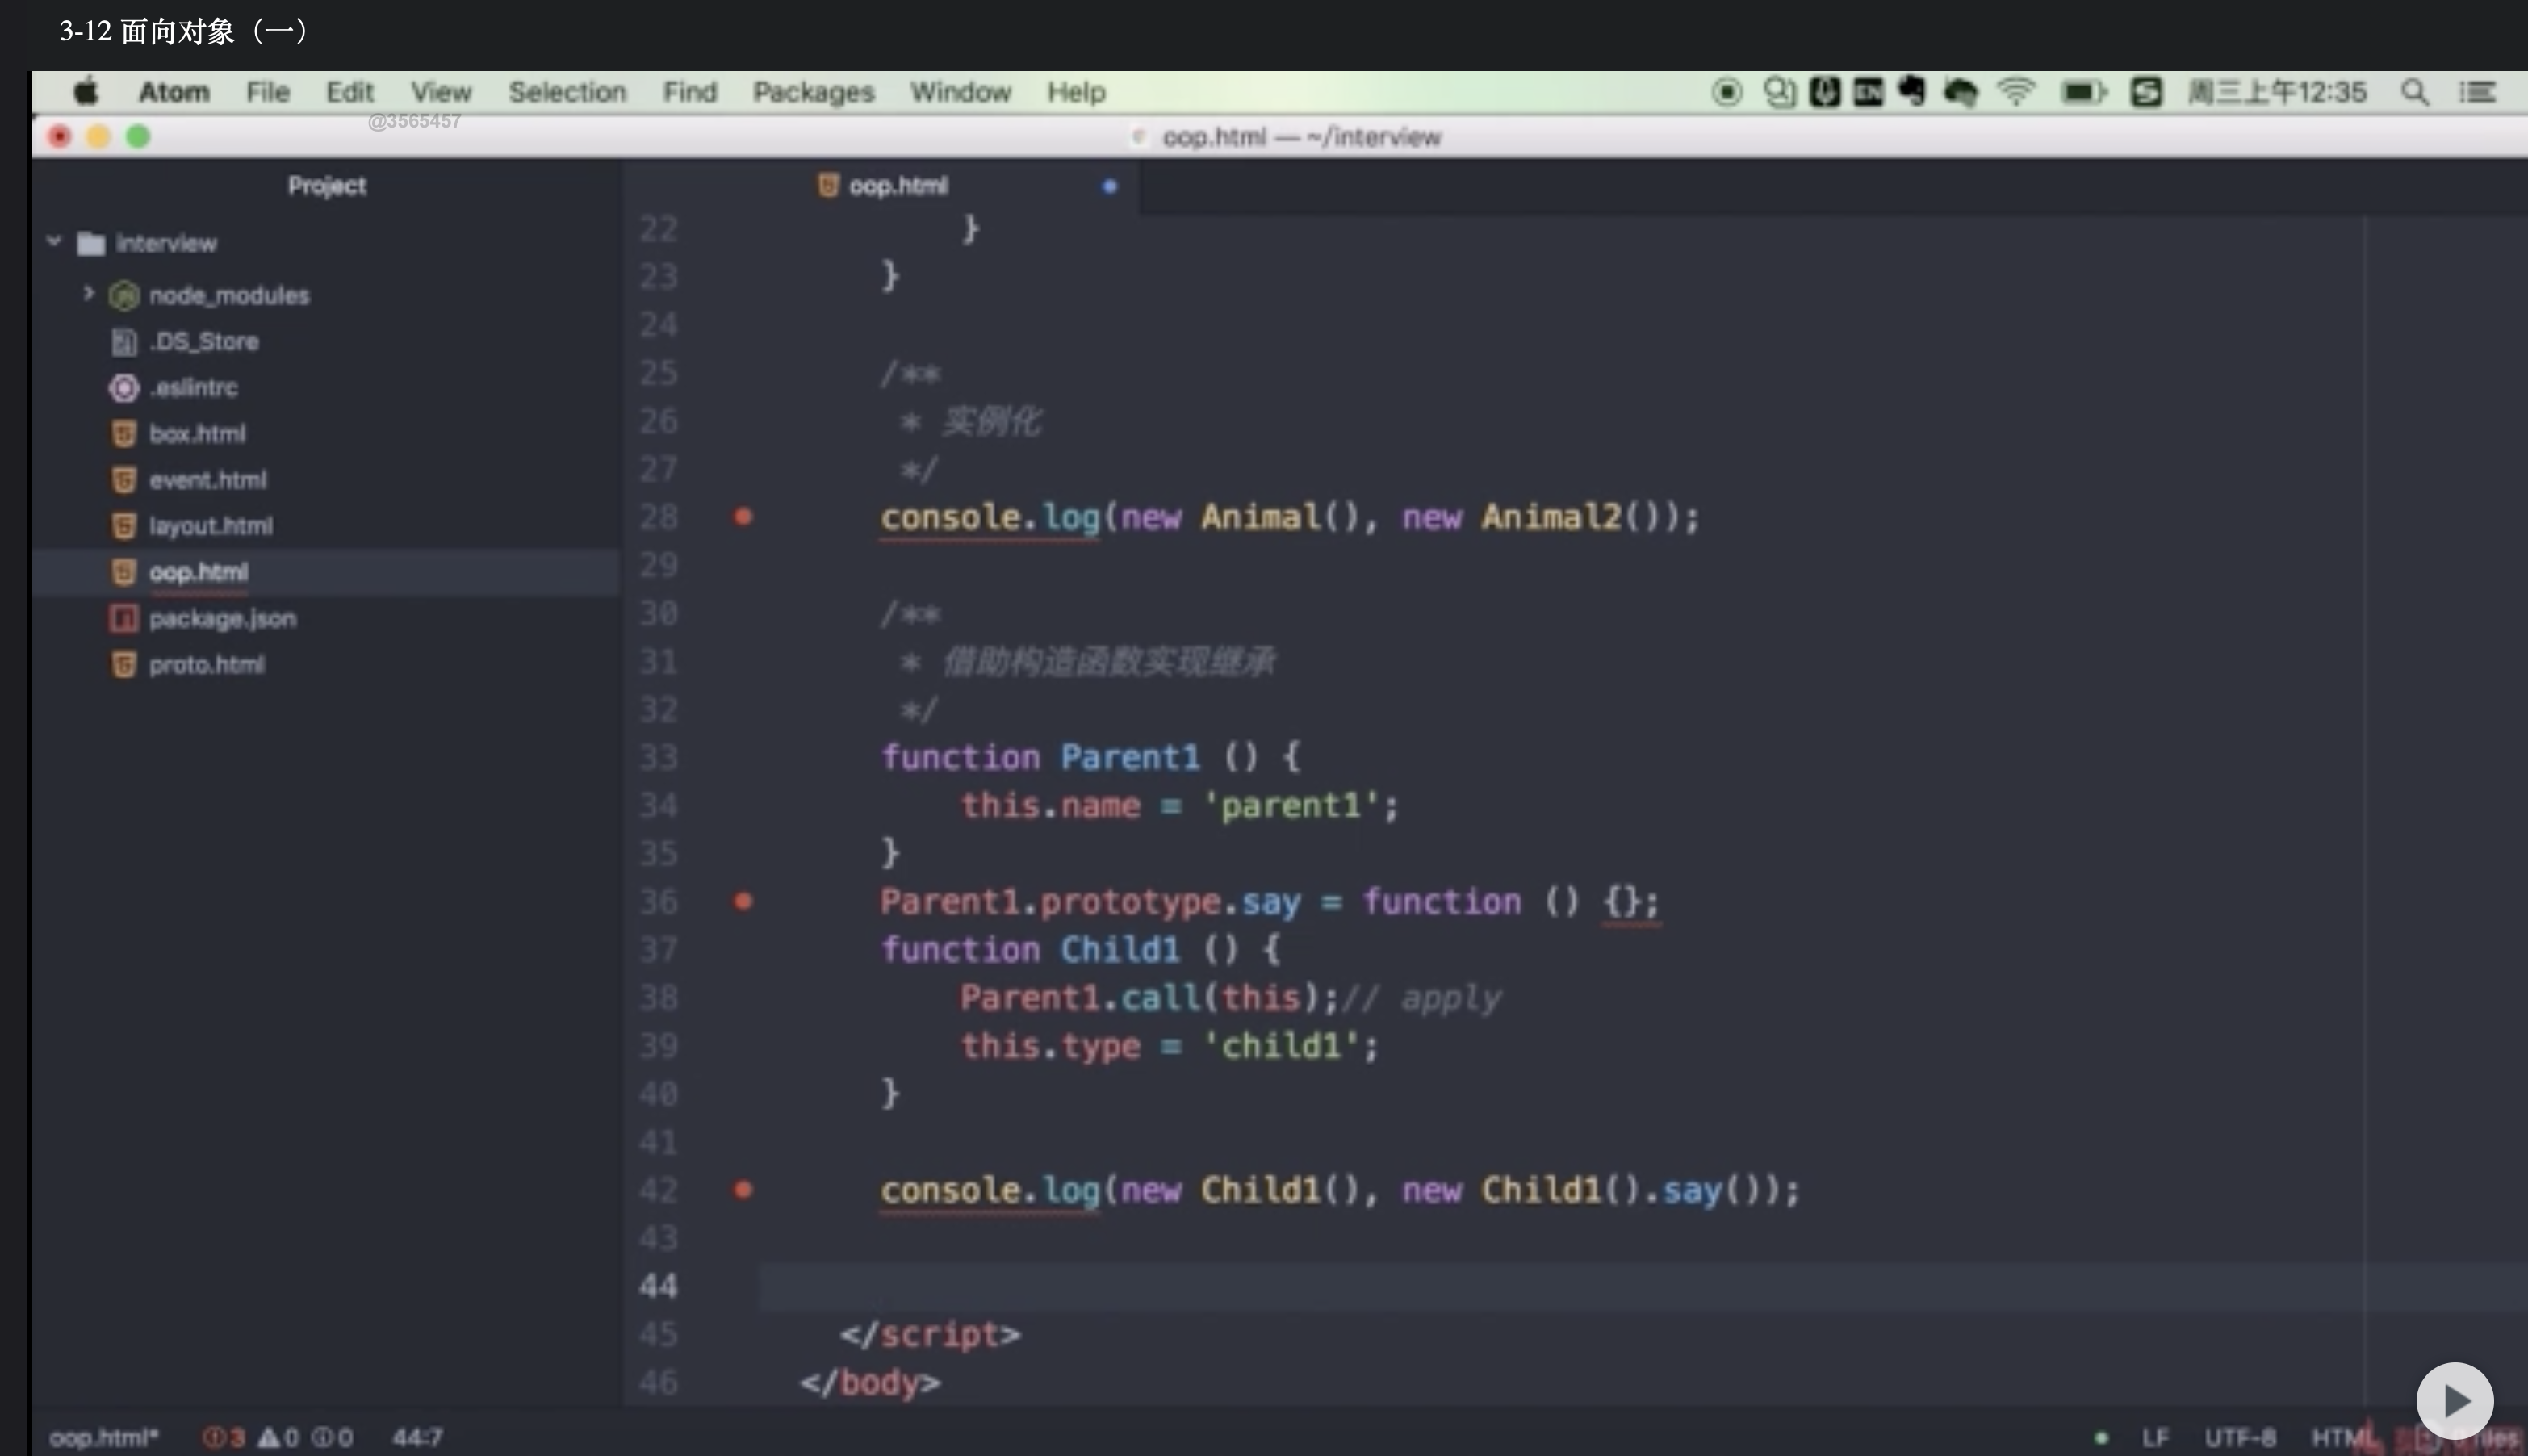 3-12 面向对象（一）
Atom File Edit View Selection Find Packages Window Help
EN 周三上午12:35
@3565457
oop.html — ~/interview
Project
interview
node_modules
.DS_Store
.eslintrc
box.html
event.html
layout.html
oop.html
package.json
proto.html
oop.html
22 }
23 }
24
25 /**
26 * 实例化
27 */
28 console.log(new Animal(), new Animal2());
29
30 /**
31 * 借助构造函数实现继承
32 */
33 function Parent1 () {
34 this.name = 'parent1';
35 }
36 Parent1.prototype.say = function () {};
37 function Child1 () {
38 Parent1.call(this);// apply
39 this.type = 'child1';
40 }
41
42 console.log(new Child1(), new Child1().say());
43
44
45 </script>
46 </body>
oop.html* 3 0 0 44:7 LF UTF-8 HTML